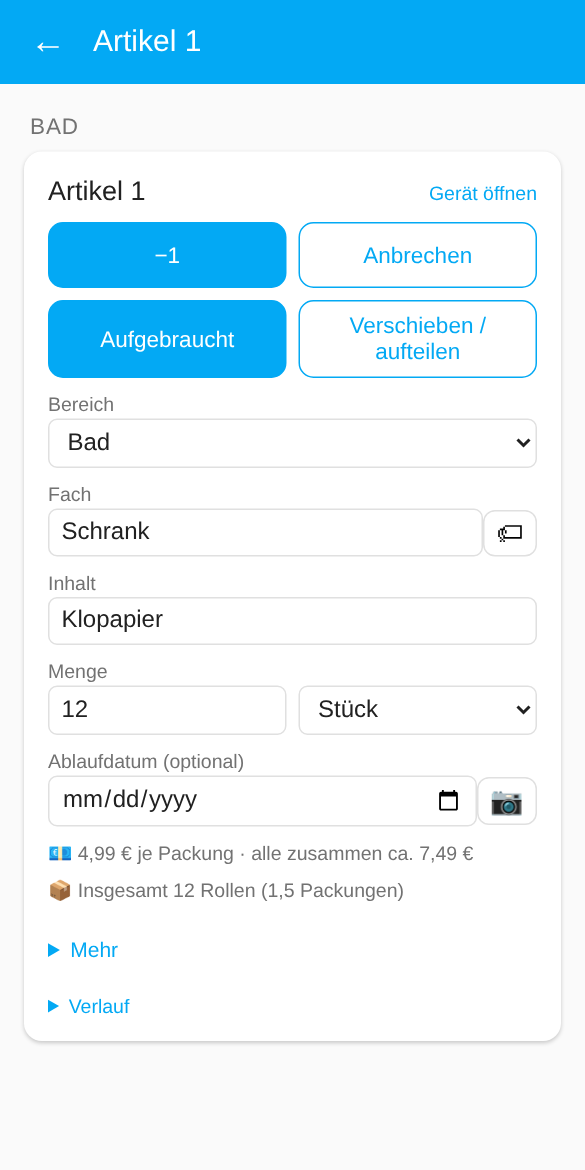 ← Artikel 1
BAD
Artikel 1
Gerät öffnen
−1
Anbrechen
Aufgebraucht
Verschieben /
aufteilen
Bereich
Bad
Fach
Schrank
Inhalt
Klopapier
Menge
12
Stück
Ablaufdatum (optional)
mm/dd/yyyy
💶 4,99 € je Packung · alle zusammen ca. 7,49 €
📦 Insgesamt 12 Rollen (1,5 Packungen)
Mehr
Verlauf